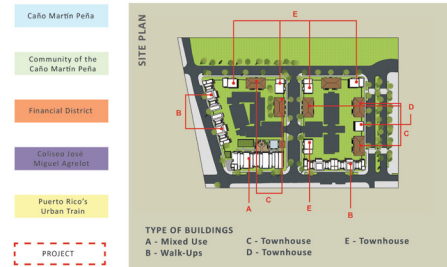 Caño Martín Peña
Community of the
Caño Martín Peña
Financial District
Coliseo José
Miguel Agrelot
Puerto Rico's
Urban Train
PROJECT
SITE PLAN
E
B
D
C
A
C
E
B
TYPE OF BUILDINGS
A - Mixed Use
B - Walk-Ups
C - Townhouse
D - Townhouse
E - Townhouse